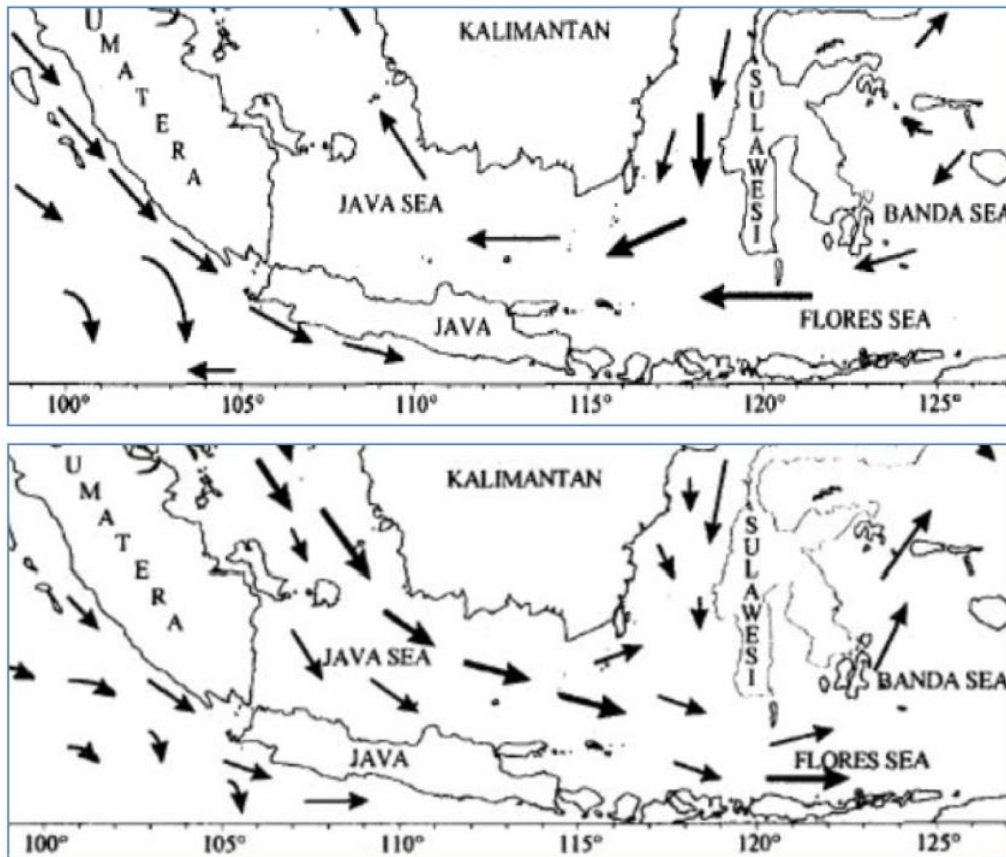 UMATERA
KALIMANTAN
SULAWESI
JAVA SEA
BANDA SEA
JAVA
FLORES SEA
100° 105° 110° 115° 120° 125°
UMATERA
KALIMANTAN
SULAWESI
JAVA SEA
BANDA SEA
JAVA
FLORES SEA
100° 105° 110° 115° 120° 125°